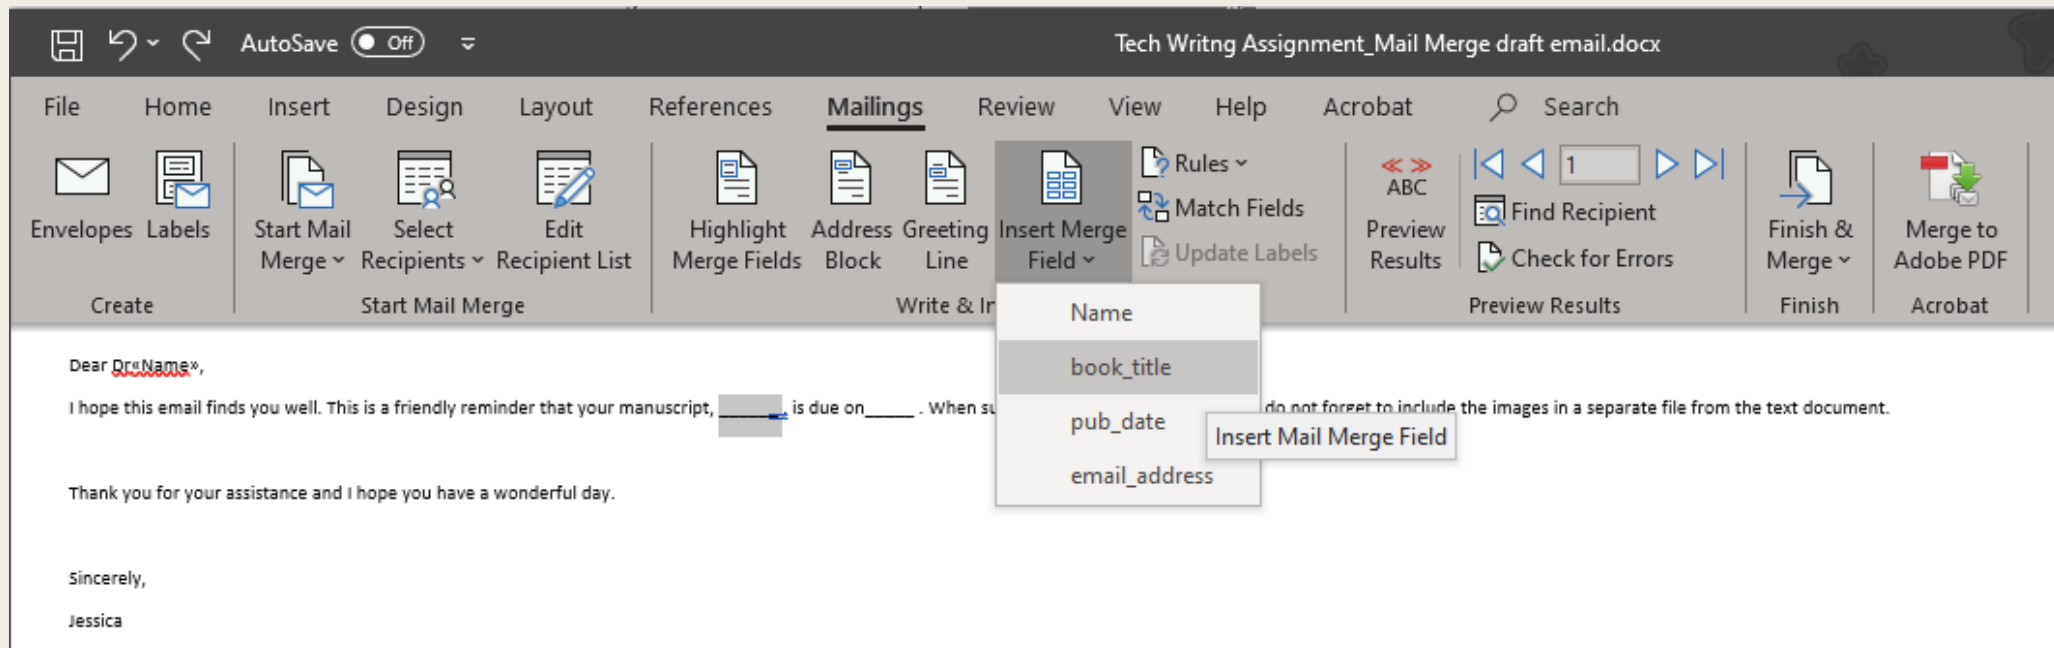 AutoSave Off Tech Writng Assignment_Mail Merge draft email.docx
File Home Insert Design Layout References Mailings Review View Help Acrobat Search
Envelopes
Labels
Create
Start Mail
Merge
Select
Recipients
Edit
Recipient List
Start Mail Merge
Highlight
Merge Fields
Address
Block
Greeting
Line
Insert Merge
Field
Rules
Match Fields
Update Labels
Write & In
ABC
Preview
Results
1
Find Recipient
Check for Errors
Preview Results
Finish &
Merge
Finish
Merge to
Adobe PDF
Acrobat
Name
book_title
pub_date
email_address
Insert Mail Merge Field
Dear Dr«Name»,
I hope this email finds you well. This is a friendly reminder that your manuscript, ______, is due on_____ . When su do not forget to include the images in a separate file from the text document.
Thank you for your assistance and I hope you have a wonderful day.
Sincerely,
Jessica